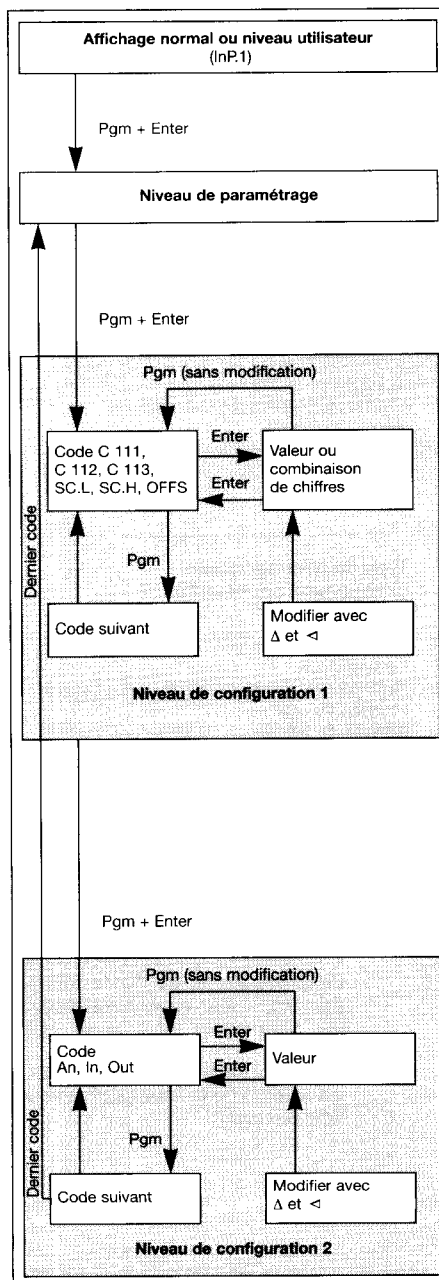 Affichage normal ou niveau utilisateur
(InP.1)
Pgm + Enter
Niveau de paramétrage
Pgm + Enter
Pgm (sans modification)
Code C 111,
C 112, C 113,
SC.L, SC.H, OFFS
Enter
Enter
Valeur ou
combinaison
de chiffres
Pgm
Code suivant
Modifier avec
Δ et ⊲
Niveau de configuration 1
Dernier code
Pgm + Enter
Pgm (sans modification)
Code
An, In, Out
Enter
Enter
Valeur
Pgm
Code suivant
Modifier avec
Δ et ⊲
Niveau de configuration 2
Dernier code